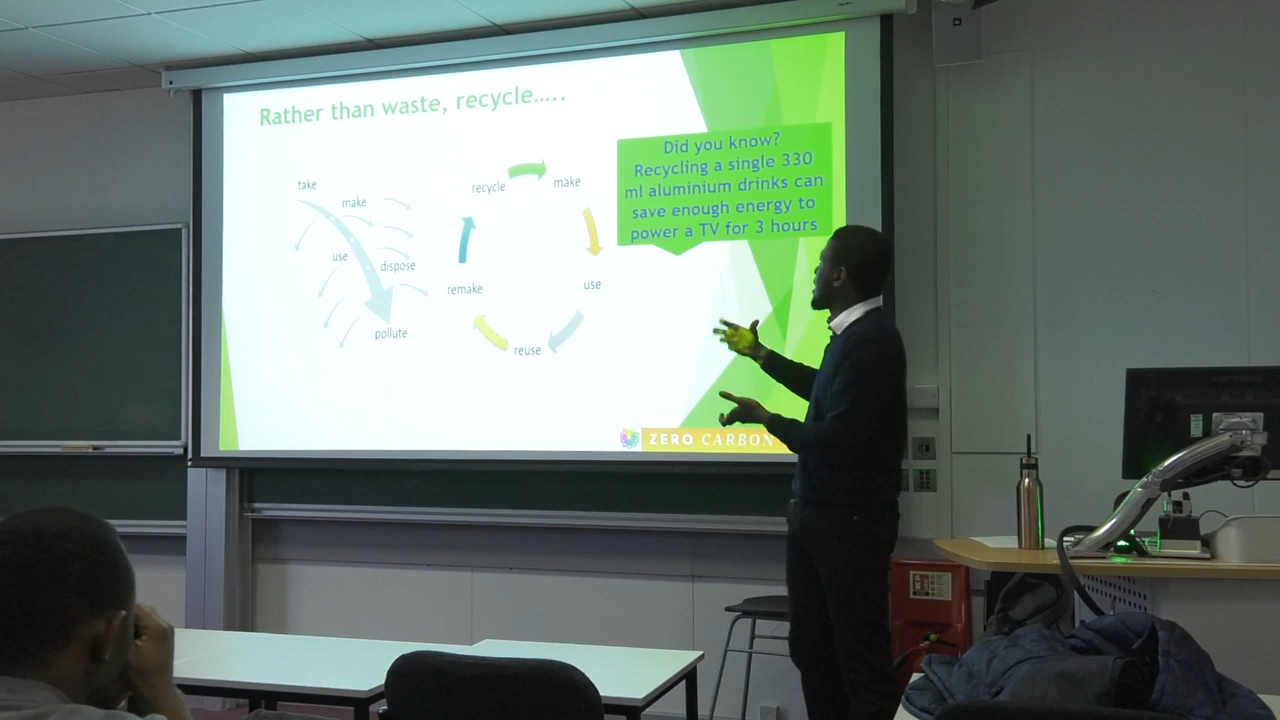 Rather than waste, recycle.....
Did you know?
Recycling a single 330
ml aluminium drinks can
save enough energy to
power a TV for 3 hours
take
make
use
dispose
pollute
recycle
make
use
reuse
remake
ZERO CARBON